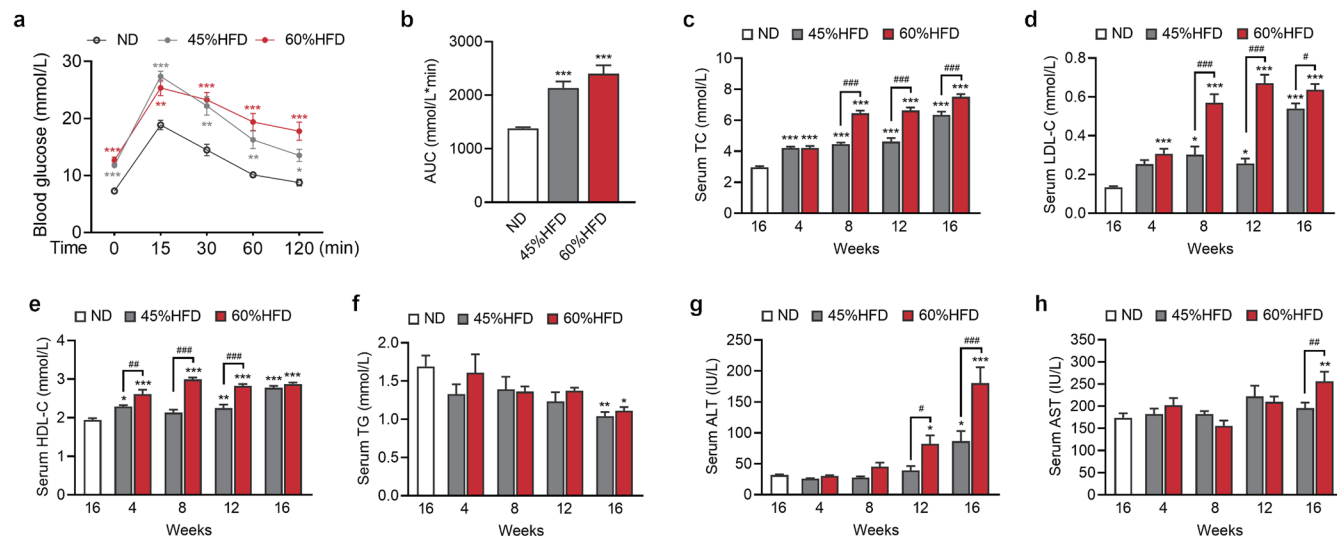 a
ND 45%HFD 60%HFD
Blood glucose (mmol/L)
30
20
10
0
***
***
***
***
**
***
**
***
**
***
*
Time 0 15 30 60 120 (min)
b
AUC (mmol/L*min)
3000
2000
1000
0
***
***
ND
45%HFD
60%HFD
c
ND 45%HFD 60%HFD
Serum TC (mmol/L)
10
8
6
4
2
0
*** ***
***
###
***
***
###
***
***
###
***
16 4 8 12 16
Weeks
d
ND 45%HFD 60%HFD
Serum LDL-C (mmol/L)
0.8
0.6
0.4
0.2
0.0
***
*
###
***
*
###
***
***
#
***
16 4 8 12 16
Weeks
e
ND 45%HFD 60%HFD
Serum HDL-C (mmol/L)
4
3
2
1
0
*
##
***
###
***
**
###
***
*** ***
16 4 8 12 16
Weeks
f
ND 45%HFD 60%HFD
Serum TG (mmol/L)
2.0
1.5
1.0
0.5
0.0
** *
16 4 8 12 16
Weeks
g
ND 45%HFD 60%HFD
Serum ALT (IU/L)
250
200
150
100
50
0
#
*
*
###
***
16 4 8 12 16
Weeks
h
ND 45%HFD 60%HFD
Serum AST (IU/L)
350
300
250
200
150
100
50
0
##
**
16 4 8 12 16
Weeks